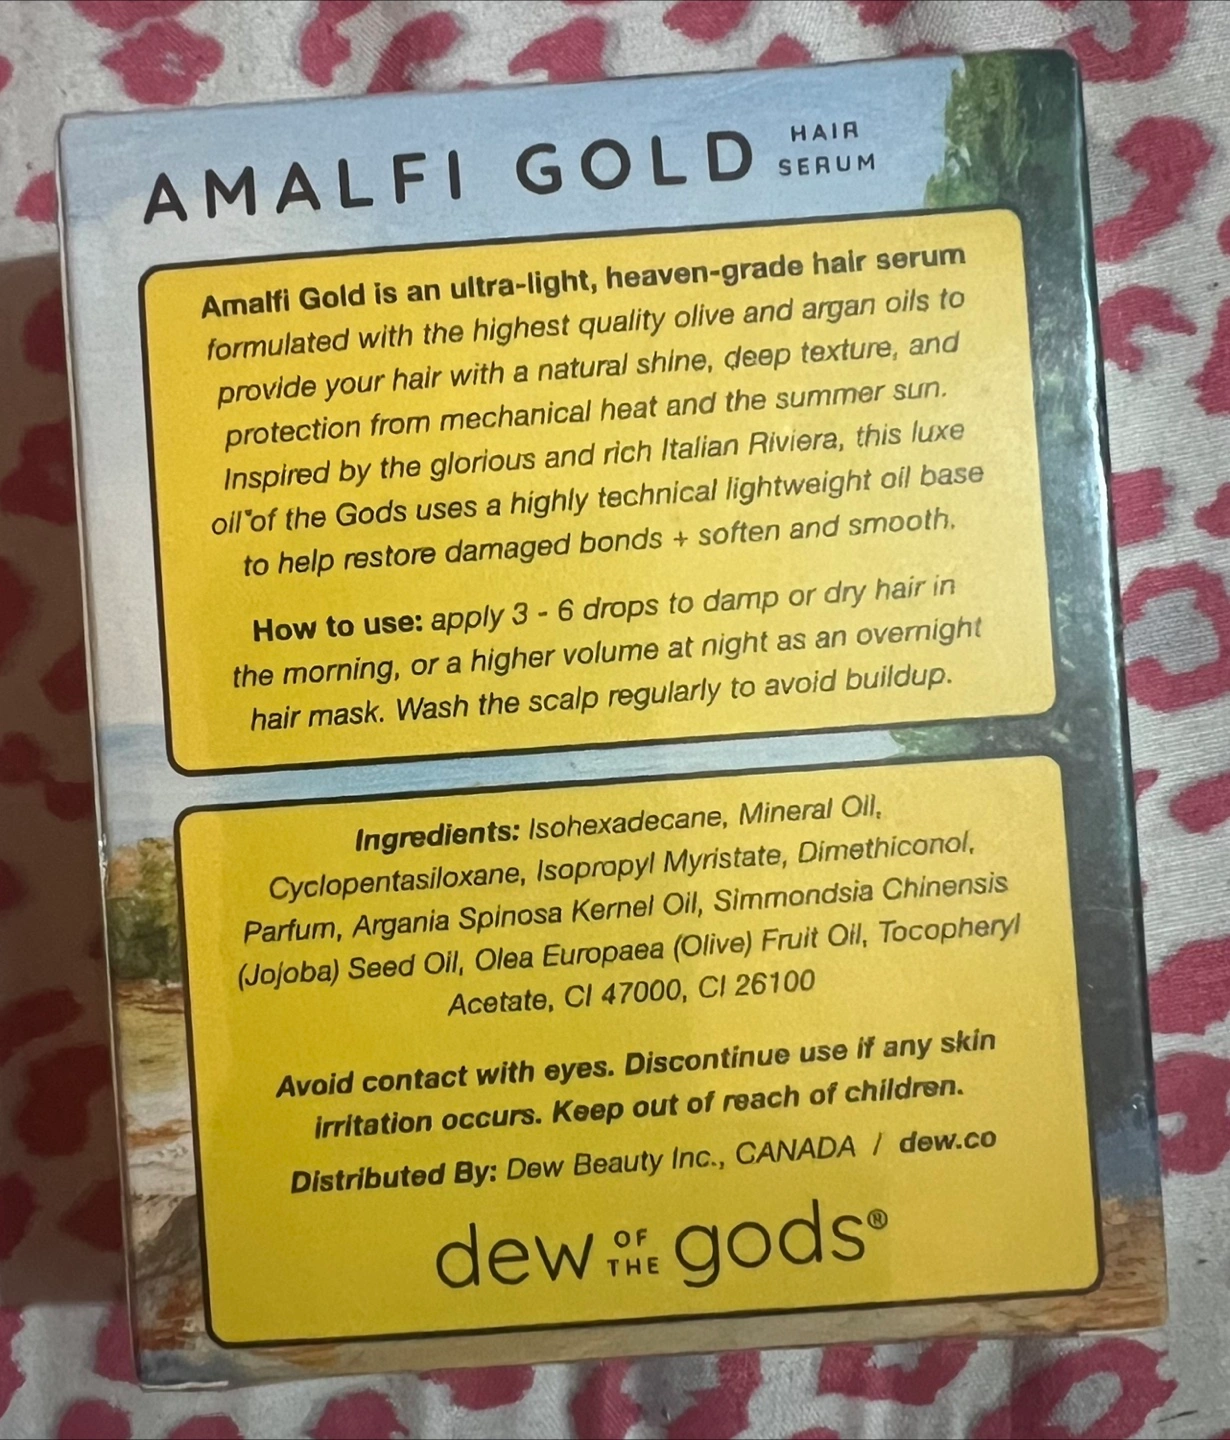 AMALFI GOLD HAIR SERUM
Amalfi Gold is an ultra-light, heaven-grade hair serum
formulated with the highest quality olive and argan oils to
provide your hair with a natural shine, deep texture, and
protection from mechanical heat and the summer sun.
Inspired by the glorious and rich Italian Riviera, this luxe
oil of the Gods uses a highly technical lightweight oil base
to help restore damaged bonds + soften and smooth.
How to use: apply 3 - 6 drops to damp or dry hair in
the morning, or a higher volume at night as an overnight
hair mask. Wash the scalp regularly to avoid buildup.
Ingredients: Isohexadecane, Mineral Oil,
Cyclopentasiloxane, Isopropyl Myristate, Dimethiconol,
Parfum, Argania Spinosa Kernel Oil, Simmondsia Chinensis
(Jojoba) Seed Oil, Olea Europaea (Olive) Fruit Oil, Tocopheryl
Acetate, CI 47000, CI 26100
Avoid contact with eyes. Discontinue use if any skin
irritation occurs. Keep out of reach of children.
Distributed By: Dew Beauty Inc., CANADA / dew.co
dew OF THE gods®